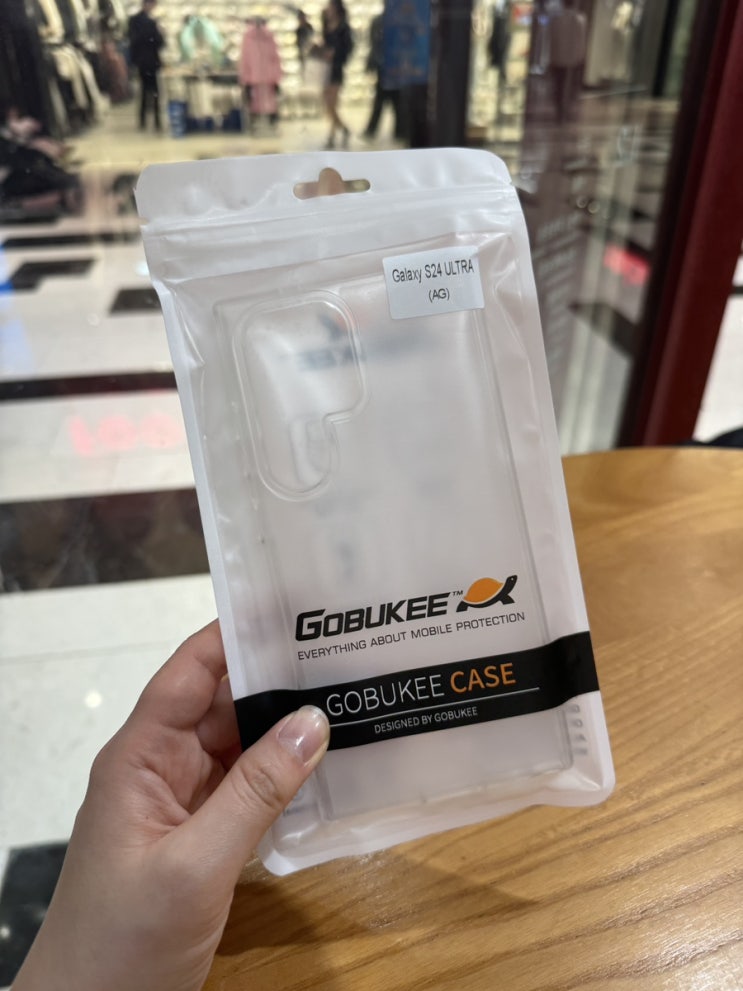 Galaxy S24 ULTRA
(AG)
GOBUKEE™
EVERYTHING ABOUT MOBILE PROTECTION
GOBUKEE CASE
DESIGNED BY GOBUKEE